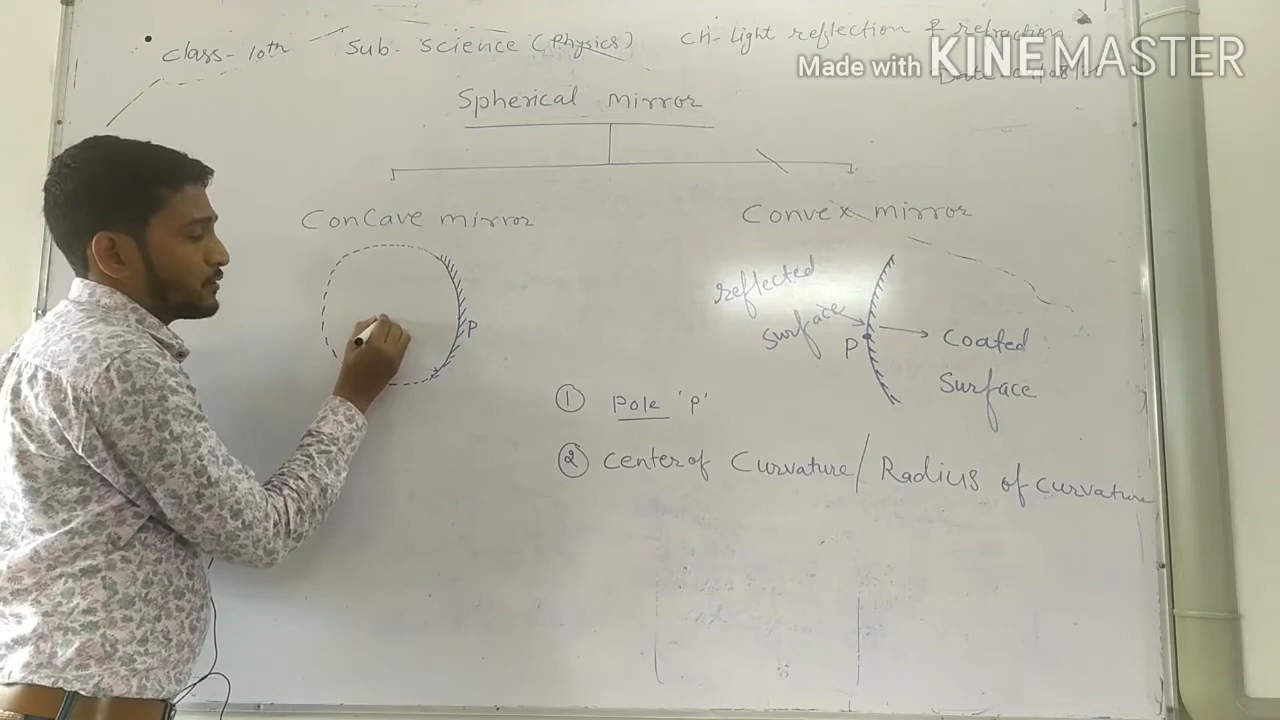 Class-10th Sub-Science (Physics) CH-Light reflection & refraction
Made with KINEMASTER
Date
Spherical mirror
Concave mirror
Convex mirror
reflected
surface
P
P
Coated
Surface
① Pole 'P'
② Center of Curvature / Radius of curvature